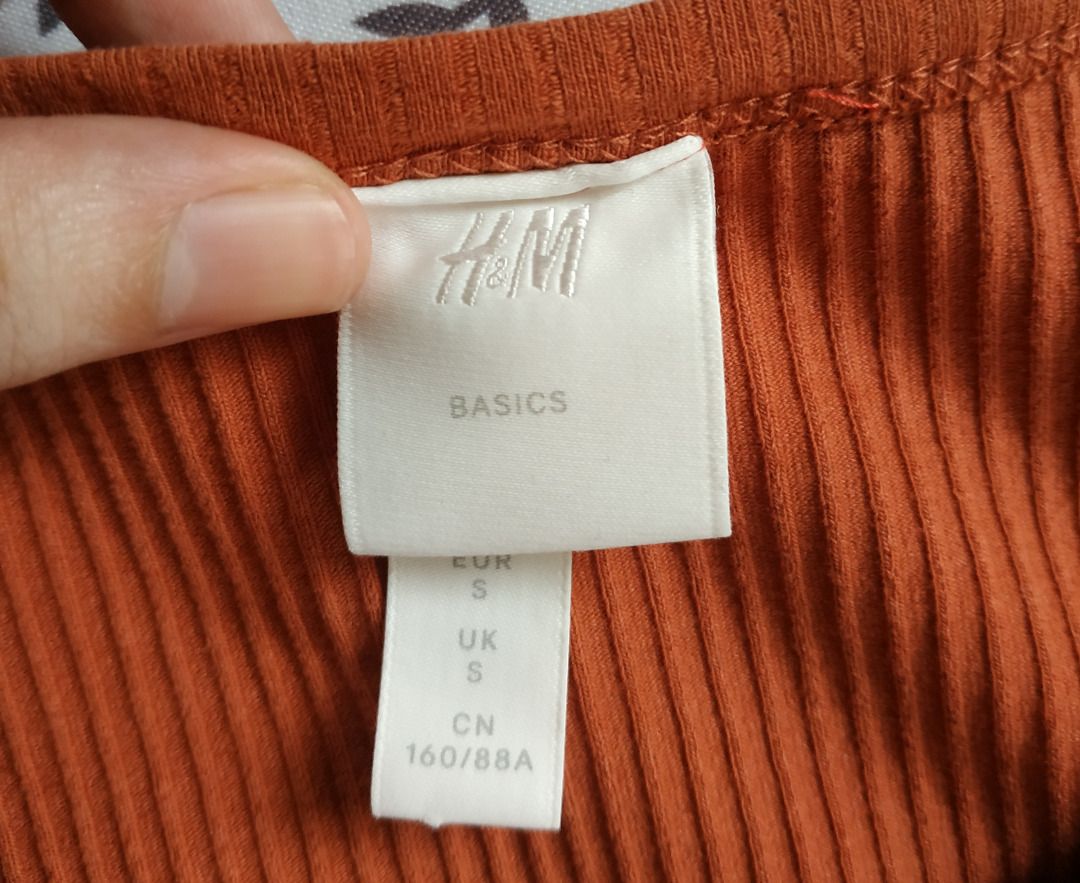 H&M
BASICS
EUR
S
UK
S
CN
160/88A